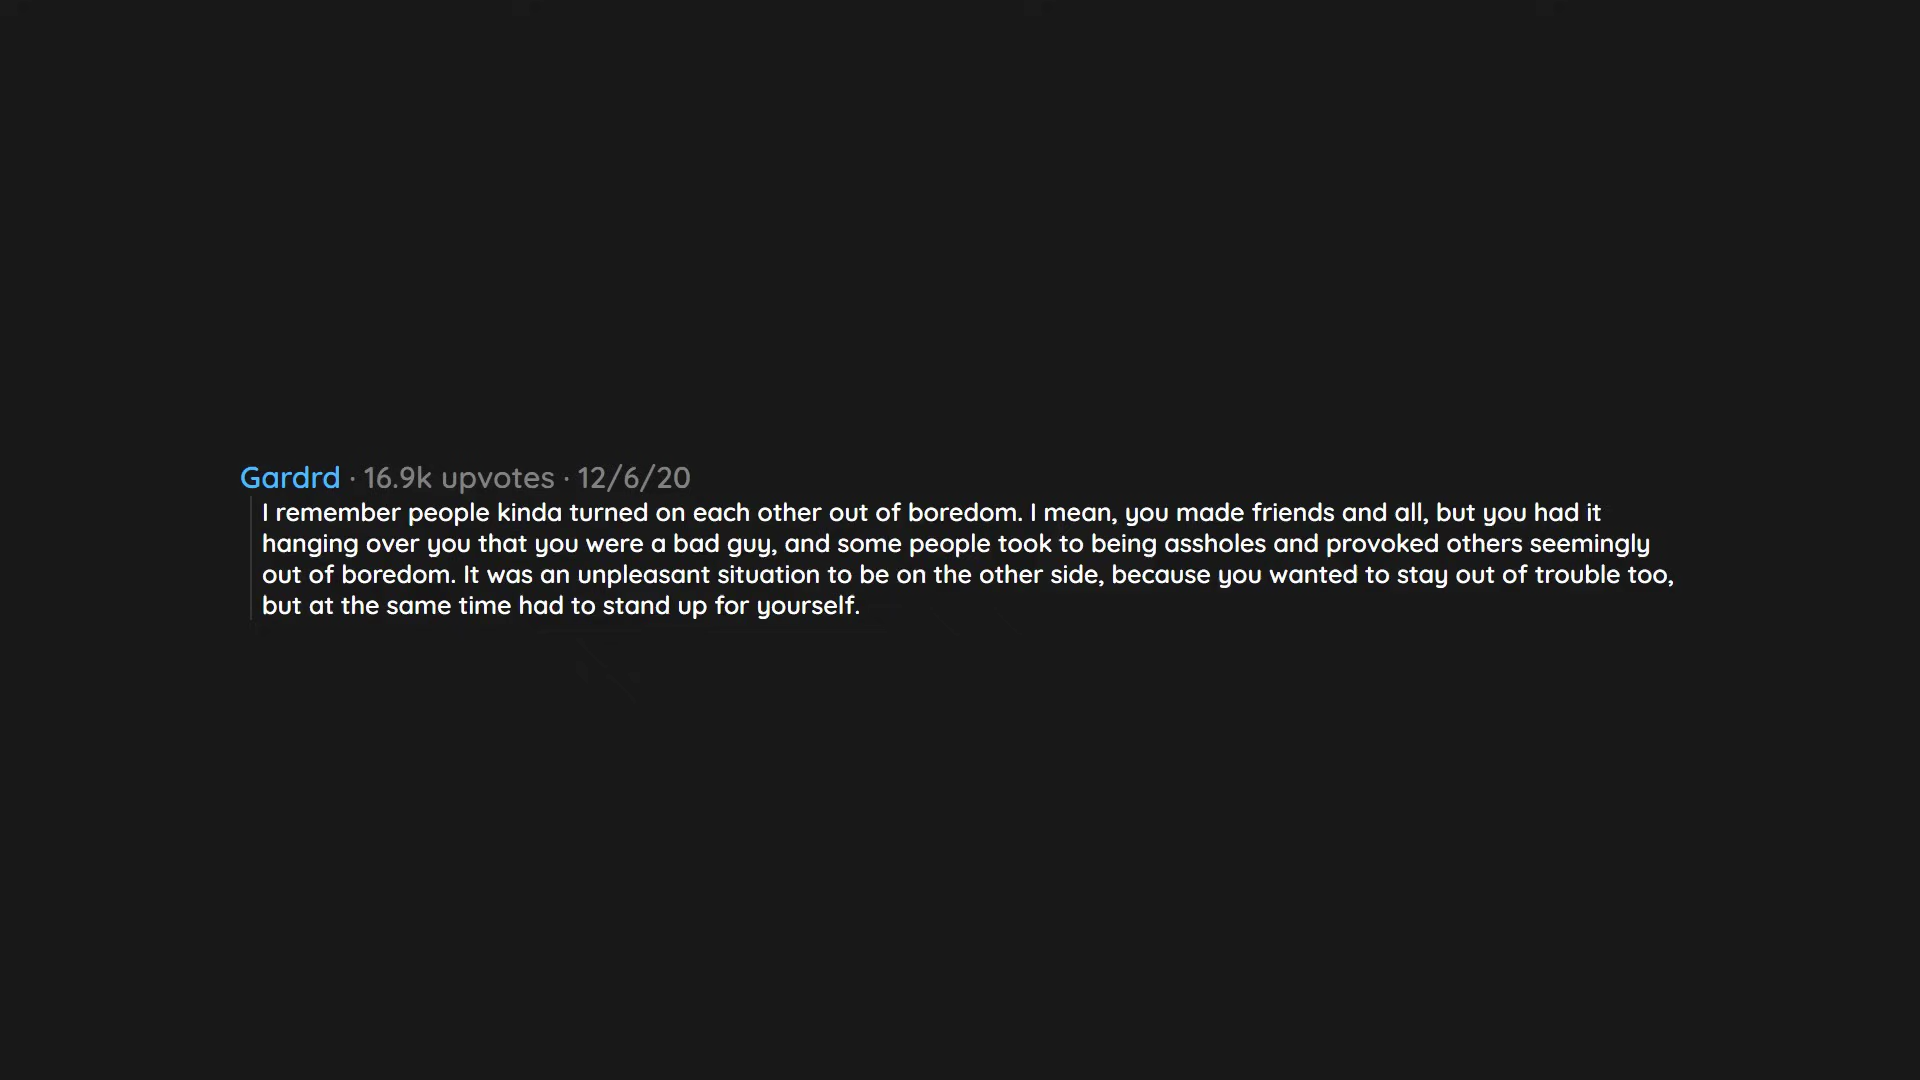 Gardrd · 16.9k upvotes · 12/6/20
I remember people kinda turned on each other out of boredom. I mean, you made friends and all, but you had it
hanging over you that you were a bad guy, and some people took to being assholes and provoked others seemingly
out of boredom. It was an unpleasant situation to be on the other side, because you wanted to stay out of trouble too,
but at the same time had to stand up for yourself.